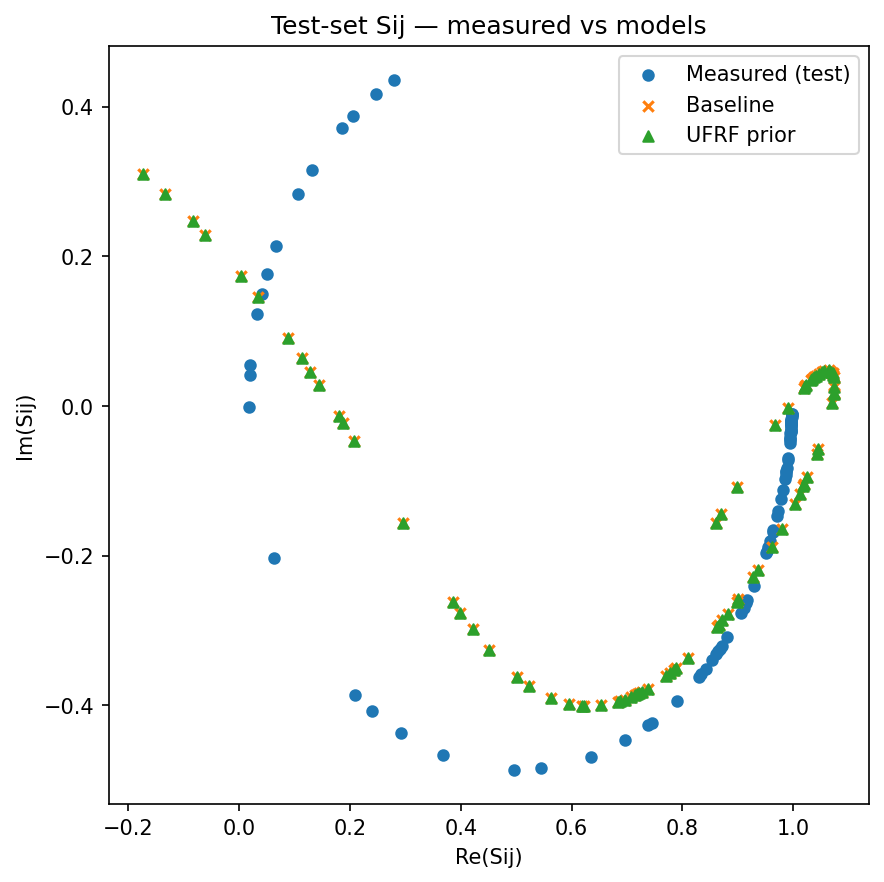 Test-set Sij — measured vs models
Measured (test)
Baseline
UFRF prior
0.4
0.2
0.0
−0.2
−0.4
Im(Sij)
−0.2
0.0
0.2
0.4
0.6
0.8
1.0
Re(Sij)